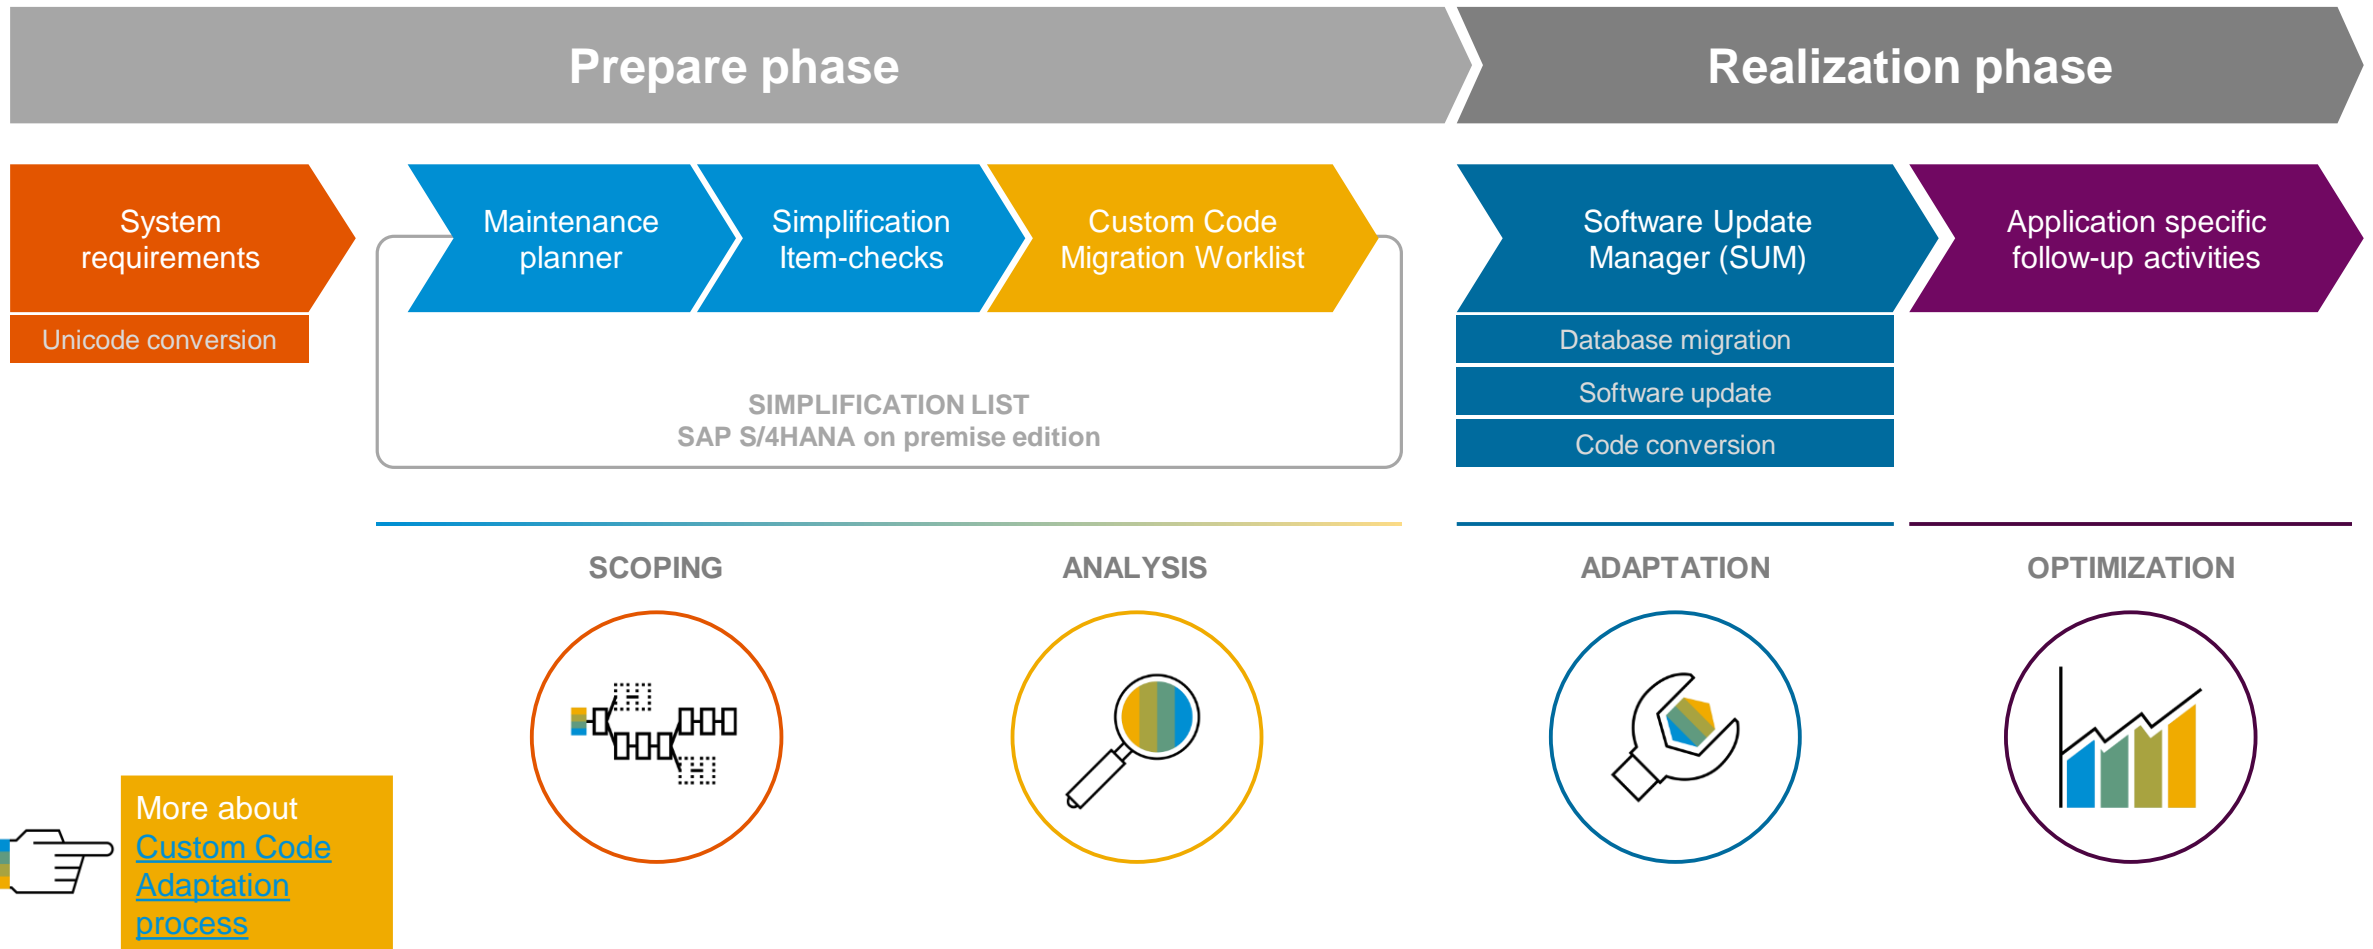 Prepare phase
Realization phase
System
requirements
Unicode conversion
Maintenance
planner
Simplification
Item-checks
Custom Code
Migration Worklist
SIMPLIFICATION LIST
SAP S/4HANA on premise edition
Software Update
Manager (SUM)
Database migration
Software update
Code conversion
Application specific
follow-up activities
SCOPING
ANALYSIS
ADAPTATION
OPTIMIZATION
More about
Custom Code
Adaptation
process